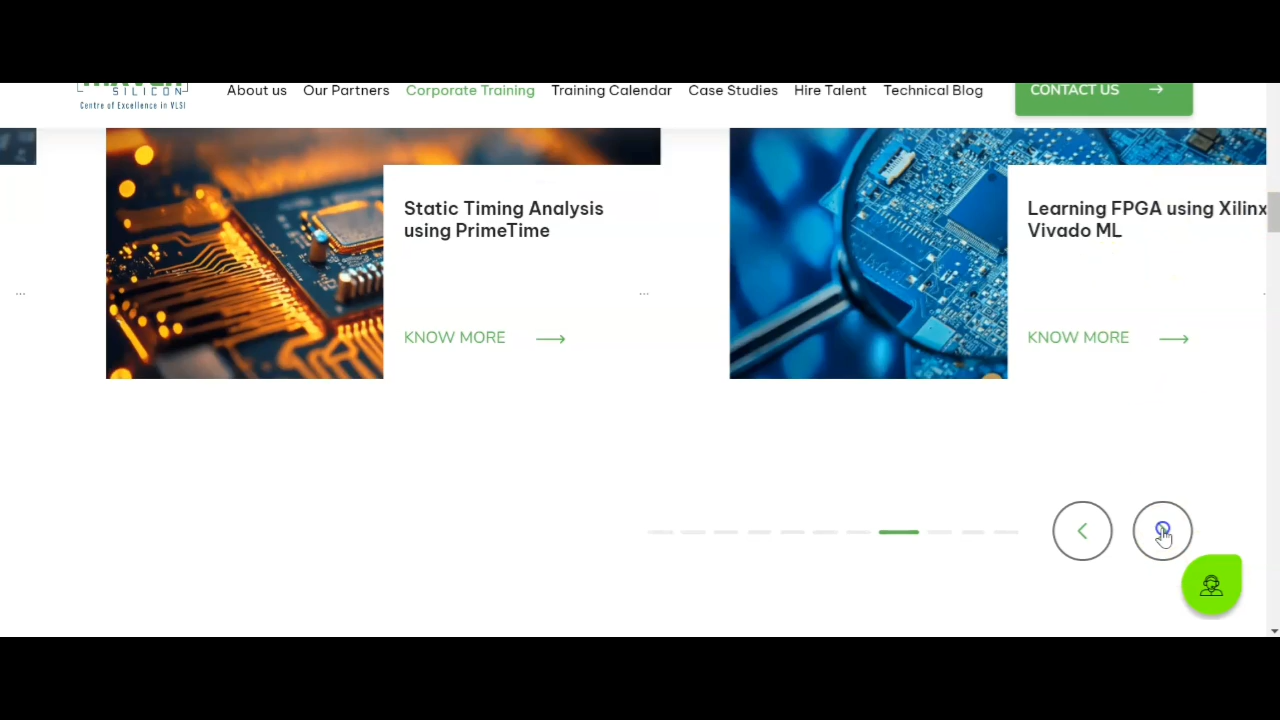 SILICON
Centre of Excellence in VLSI
About us
Our Partners
Corporate Training
Training Calendar
Case Studies
Hire Talent
Technical Blog
CONTACT US
Static Timing Analysis
using PrimeTime
...
...
KNOW MORE
Learning FPGA using Xilinx
Vivado ML
KNOW MORE